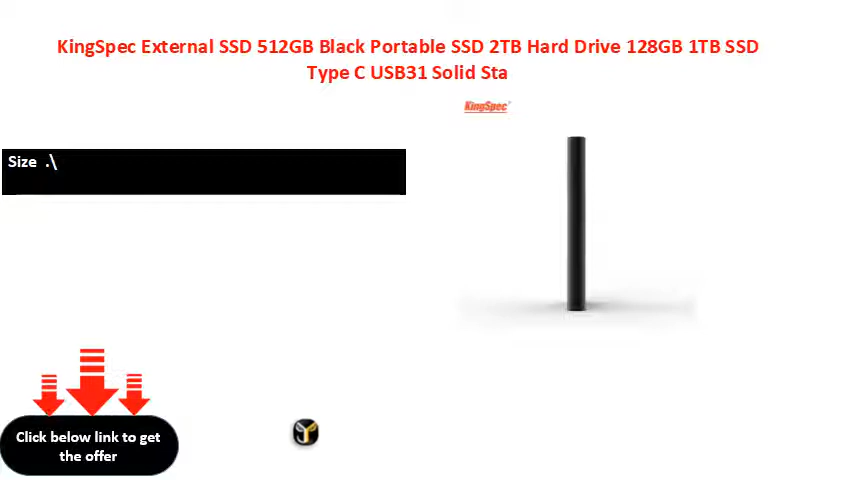 KingSpec External SSD 512GB Black Portable SSD 2TB Hard Drive 128GB 1TB SSD
Type C USB31 Solid Sta
KingSpec
Size .\
Click below link to get
the offer